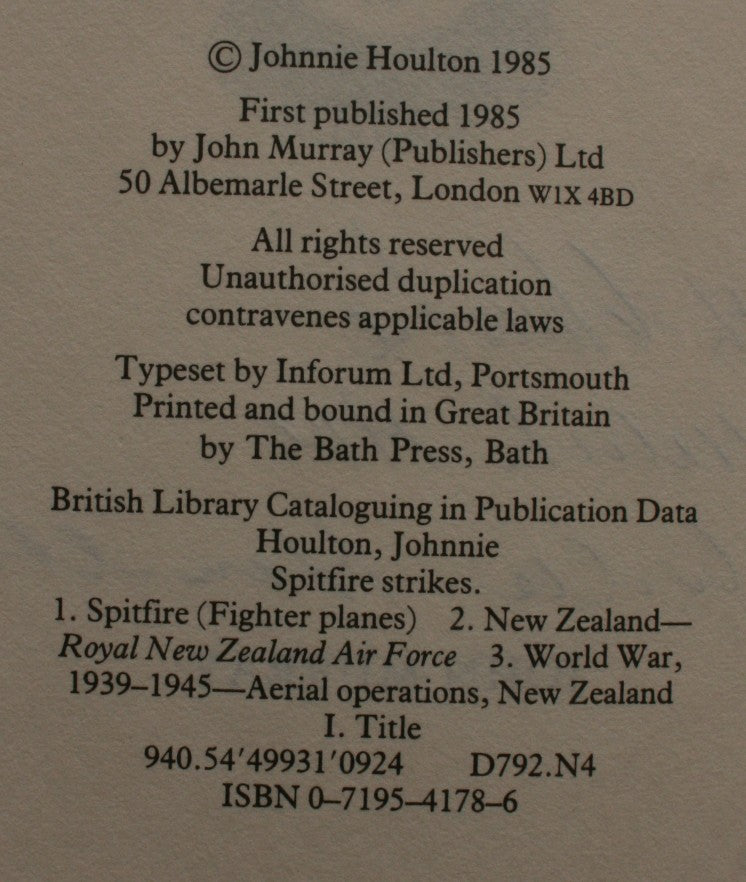 © Johnnie Houlton 1985
First published 1985
by John Murray (Publishers) Ltd
50 Albemarle Street, London W1X 4BD
All rights reserved
Unauthorised duplication
contravenes applicable laws
Typeset by Inforum Ltd, Portsmouth
Printed and bound in Great Britain
by The Bath Press, Bath
British Library Cataloguing in Publication Data
Houlton, Johnnie
Spitfire strikes.
1. Spitfire (Fighter planes) 2. New Zealand—
Royal New Zealand Air Force 3. World War,
1939–1945—Aerial operations, New Zealand
I. Title
940.54'49931'0924 D792.N4
ISBN 0–7195–4178–6